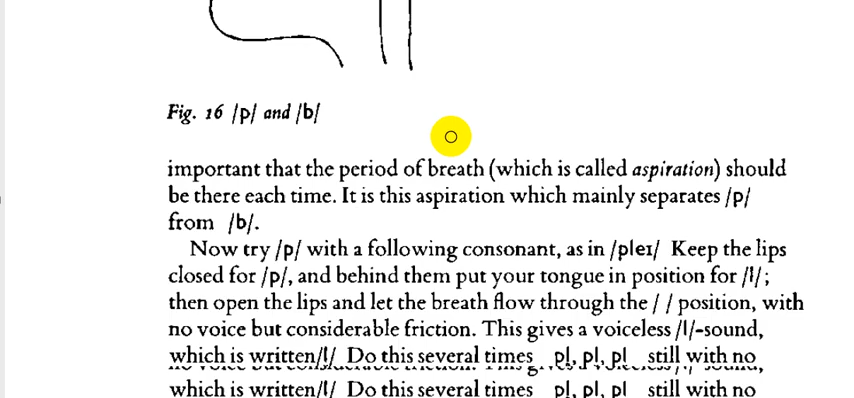 Fig. 16 /p/ and /b/
important that the period of breath (which is called aspiration) should
be there each time. It is this aspiration which mainly separates /p/
from /b/.
Now try /p/ with a following consonant, as in /pleɪ/ Keep the lips
closed for /p/, and behind them put your tongue in position for /l/;
then open the lips and let the breath flow through the / / position, with
no voice but considerable friction. This gives a voiceless /l/-sound,
which is written/l̥/ Do this several times pl̥, pl̥, pl̥ still with no
which is written/l̥/ Do this several times pl̥, pl̥, pl still with no